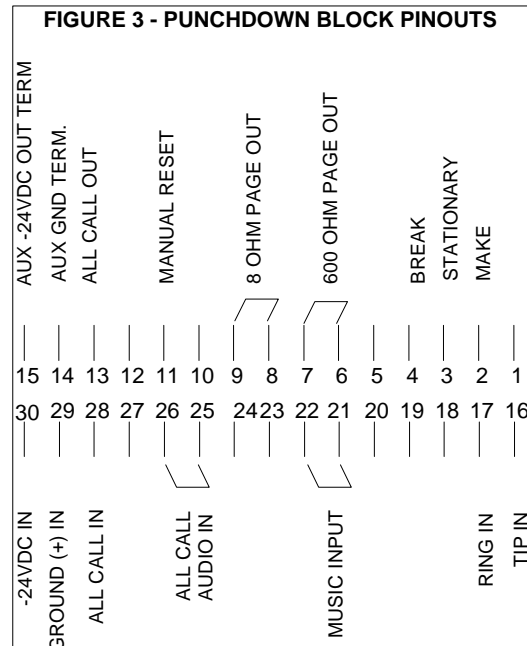 FIGURE 3 - PUNCHDOWN BLOCK PINOUTS
AUX -24VDC OUT TERM
AUX GND TERM.
ALL CALL OUT
MANUAL RESET
8 OHM PAGE OUT
600 OHM PAGE OUT
BREAK
STATIONARY
MAKE
15 14 13 12 11 10 9 8 7 6 5 4 3 2 1
30 29 28 27 26 25 24 23 22 21 20 19 18 17 16
-24VDC IN
GROUND (+) IN
ALL CALL IN
ALL CALL
AUDIO IN
MUSIC INPUT
RING IN
TIP IN